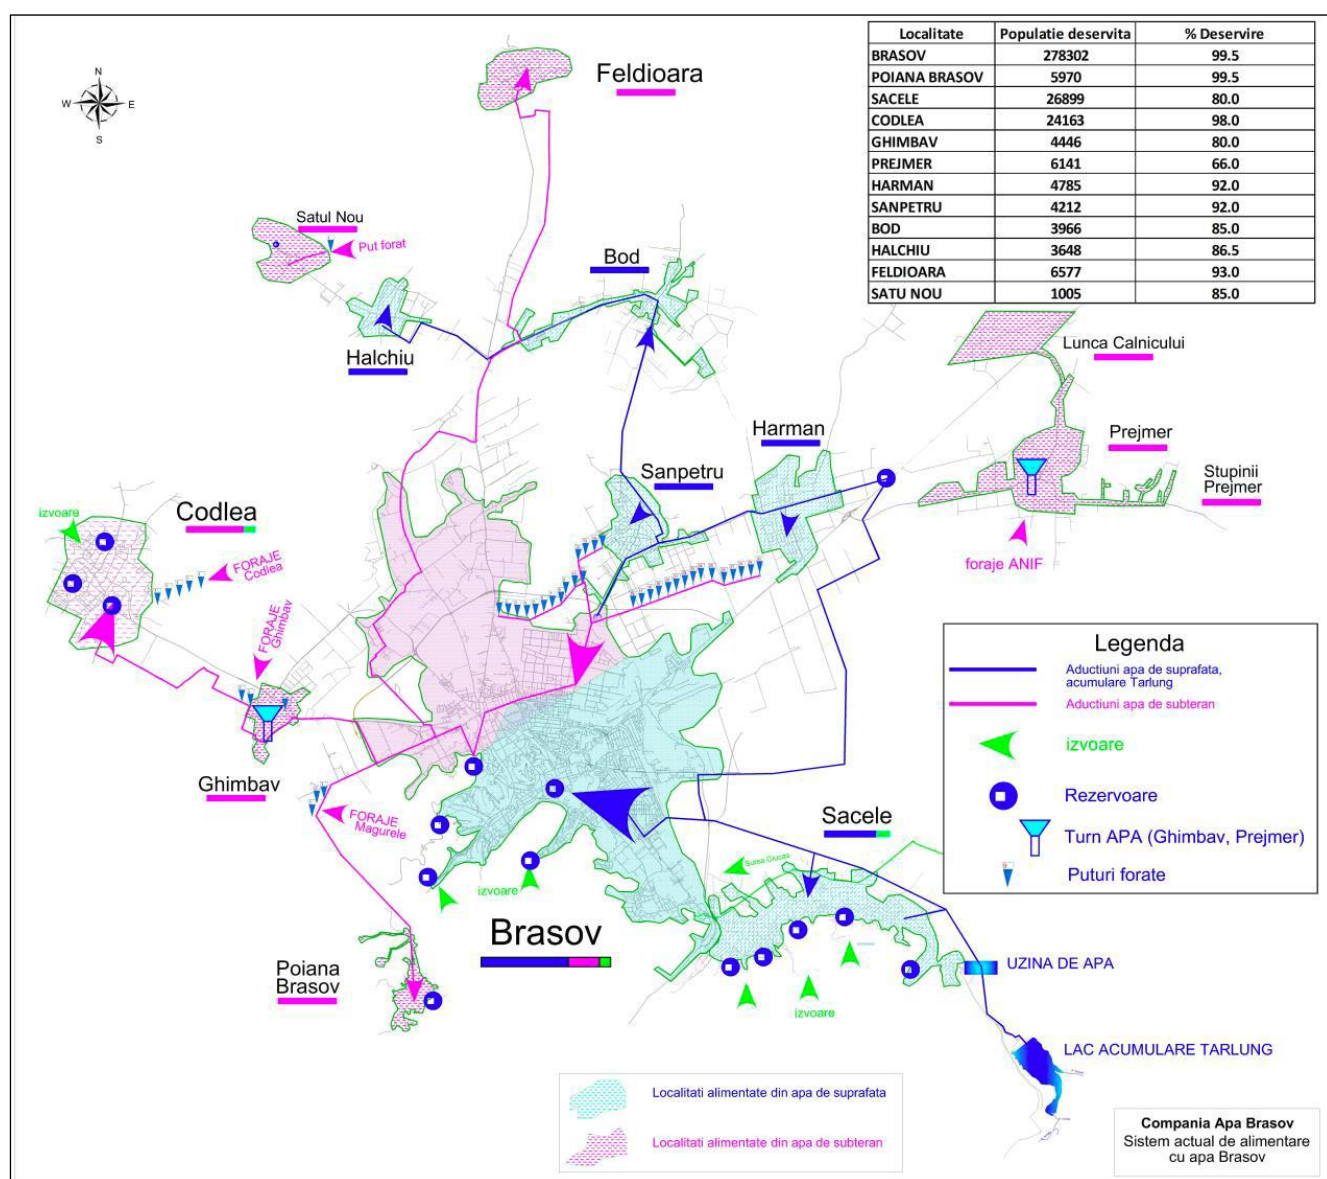 Localitate Populatie deservita % Deservire
BRASOV 278302 99.5
POIANA BRASOV 5970 99.5
SACELE 26899 80.0
CODLEA 24163 98.0
GHIMBAV 4446 80.0
PREJMER 6141 66.0
HARMAN 4785 92.0
SANPETRU 4212 92.0
BOD 3966 85.0
HALCHIU 3648 86.5
FELDIOARA 6577 93.0
SATU NOU 1005 85.0
N
W E
S
Feldioara
Satul Nou
Put forat
Bod
Halchiu
Lunca Calnicului
Harman
Prejmer
Sanpetru
Stupinii
Prejmer
Codlea
izvoare
FORAJE
Codlea
foraje ANIF
FORAJE
Ghimbav
Ghimbav
FORAJE
Magurele
Sacele
Sursa Ciucas
izvoare
Brasov
Poiana
Brasov
izvoare
UZINA DE APA
LAC ACUMULARE TARLUNG
Legenda
Aductiuni apa de suprafata,
acumulare Tarlung
Aductiuni apa de subteran
izvoare
Rezervoare
Turn APA (Ghimbav, Prejmer)
Puturi forate
Localitati alimentate din apa de suprafata
Localitati alimentate din apa de subteran
Compania Apa Brasov
Sistem actual de alimentare
cu apa Brasov